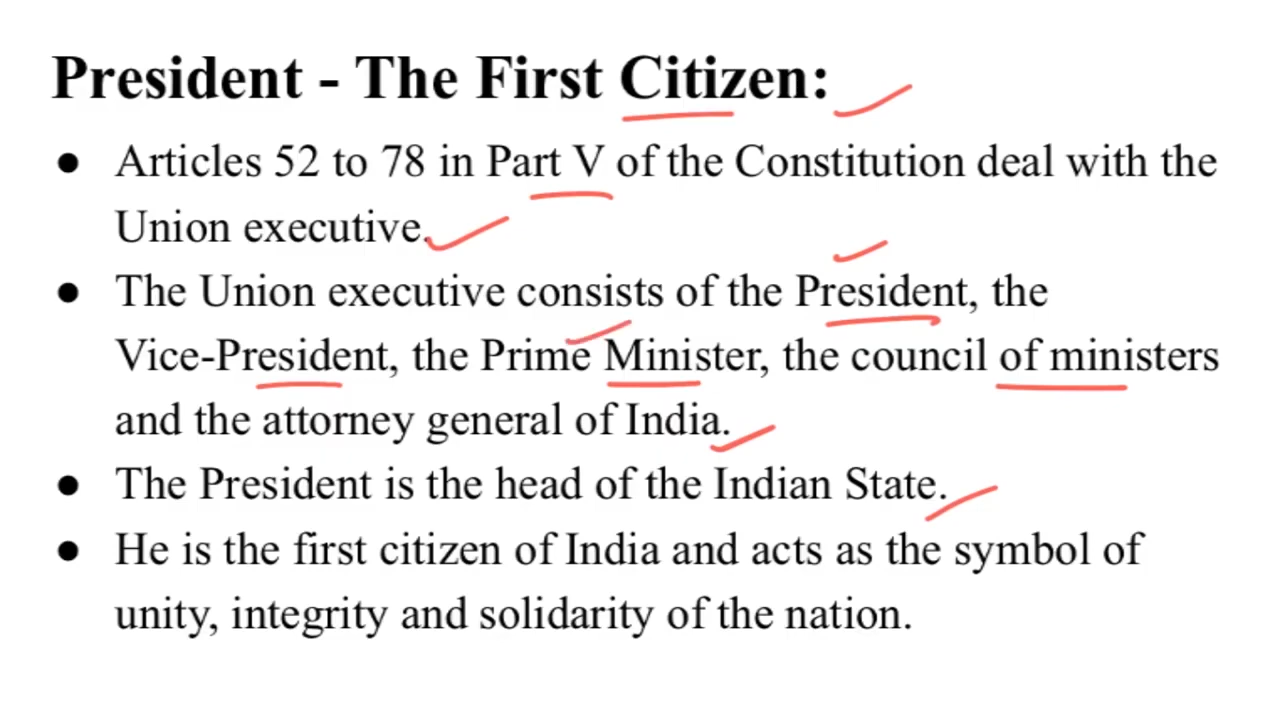 President - The First Citizen:
● Articles 52 to 78 in Part V of the Constitution deal with the
Union executive.
● The Union executive consists of the President, the
Vice-President, the Prime Minister, the council of ministers
and the attorney general of India.
● The President is the head of the Indian State.
● He is the first citizen of India and acts as the symbol of
unity, integrity and solidarity of the nation.